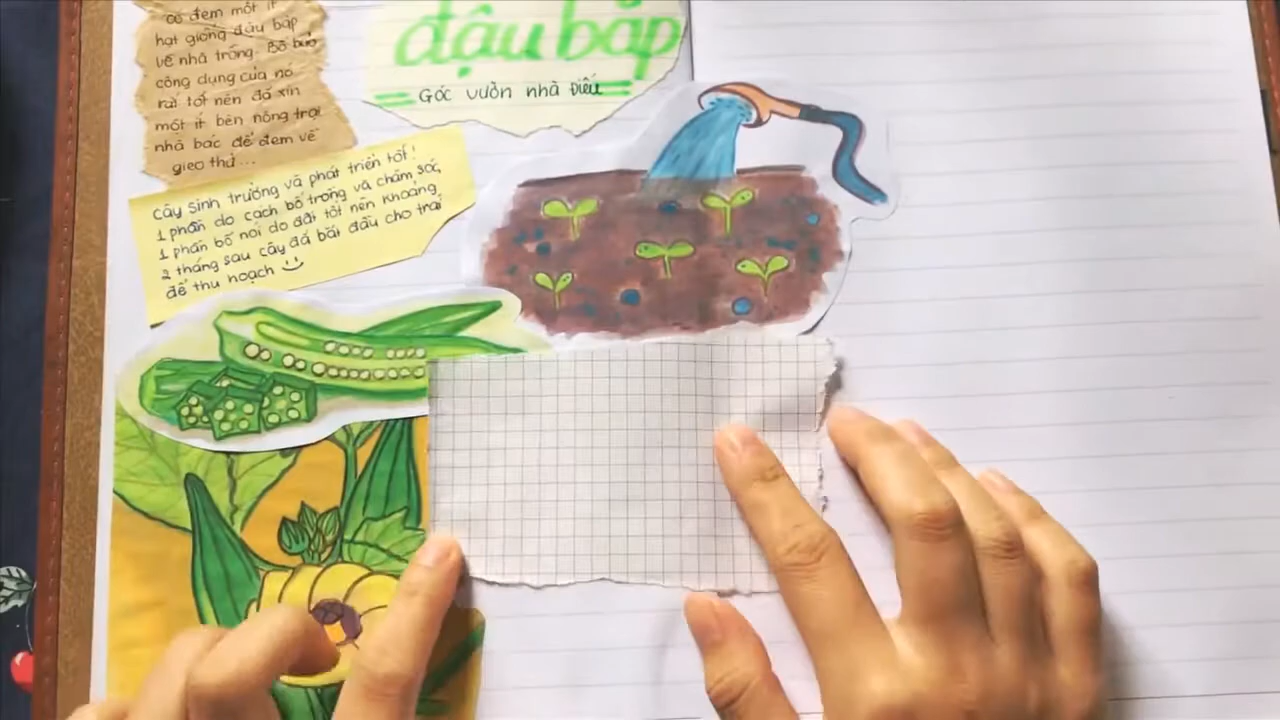 có đem một ít
hạt giống đậu bắp
về nhà trồng. Bố bảo
công dụng của nó
rất tốt nên đã xin
một ít bên nông trại
nhà bác để đem về
gieo thử...
đậu bắp
Góc vườn nhà Điếu
Cây sinh trưởng và phát triển tốt!
1 phần do cách bố trồng và chăm sóc,
1 phần bố nói do đất tốt nên khoảng
2 tháng sau cây đã bắt đầu cho trái
để thu hoạch